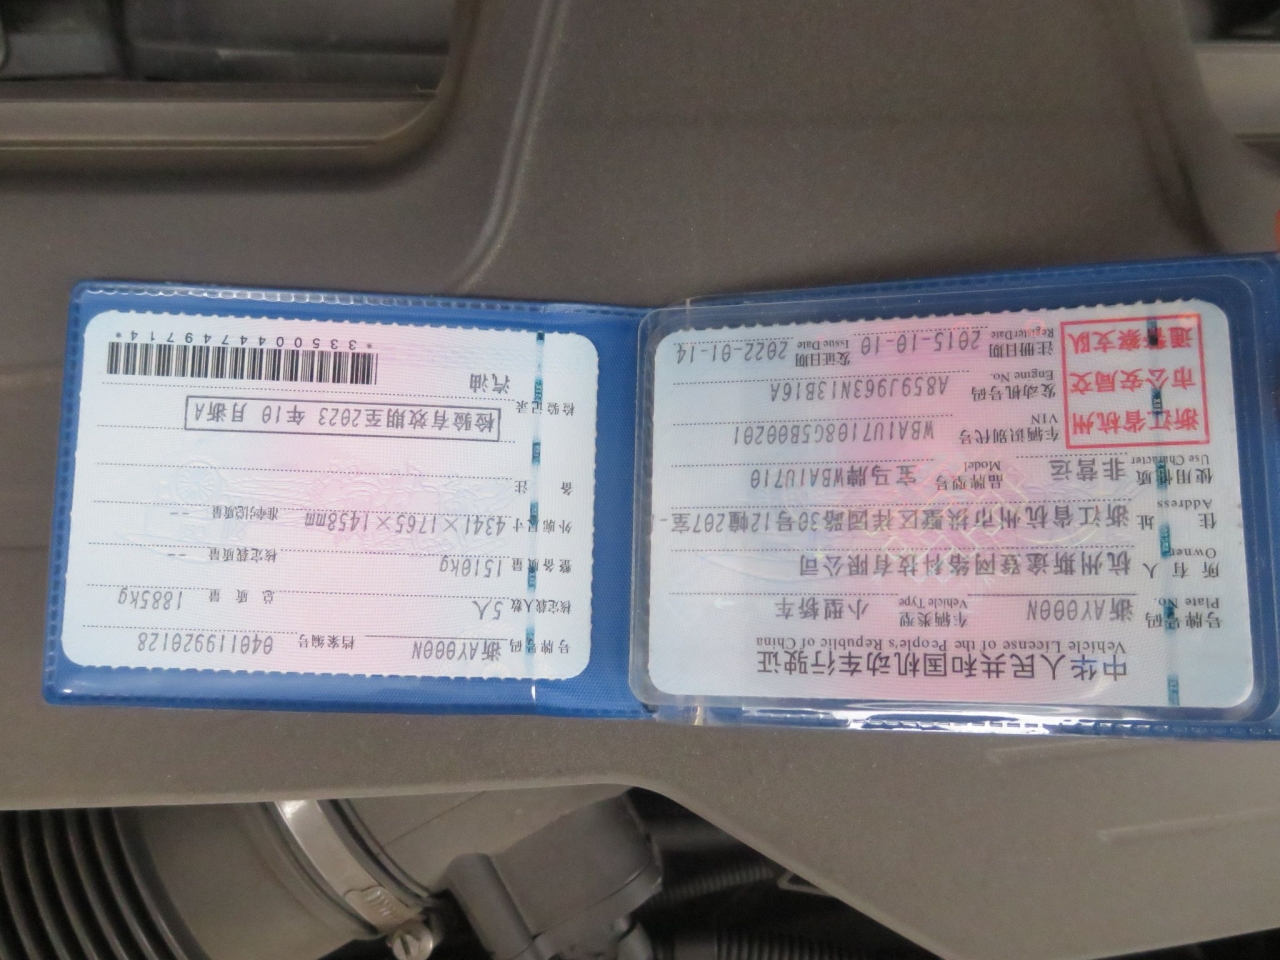 中华人民共和国机动车行驶证
Vehicle License of the People's Republic of China
号牌号码 浙AY000N 车辆类型 小型轿车
Plate No. Vehicle Type
所有人 杭州斯途登网络科技有限公司
Owner
住址 浙江省杭州市拱墅区祥园路30号12幢207室-
Address
使用性质 非营运 品牌型号 宝马牌WBA1U710
Use Character Model
浙江省杭州
市公安局交
通警察支队
车辆识别代号 WBA1U7108G5B00201
VIN
发动机号码 A859J963N13B16A
Engine No.
注册日期 2015-10-10 发证日期 2022-01-14
Register Date Issue Date
号牌号码 浙AY000N 档案编号 040119920128
核定载人数 5人 总质量 1885kg
整备质量 1510kg 核定载质量 --
外廓尺寸 4341×1765×1458mm 准牵引总质量 --
备注
检验有效期至2023年10月浙A
检验记录
汽油
*3350044749714*